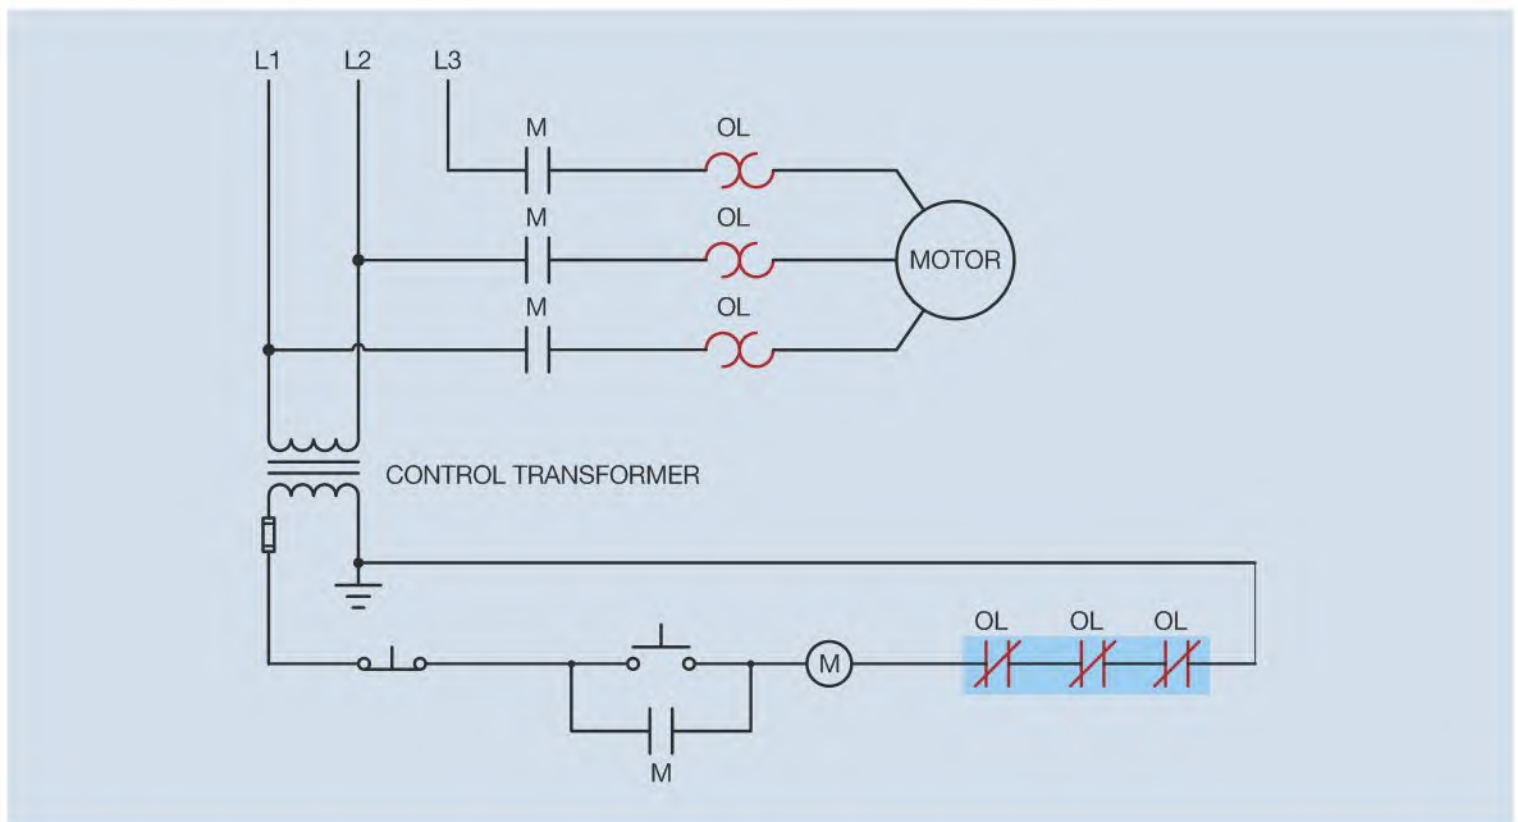 L1 L2 L3
M OL
M OL
MOTOR
M OL
CONTROL TRANSFORMER
OL OL OL
M
M